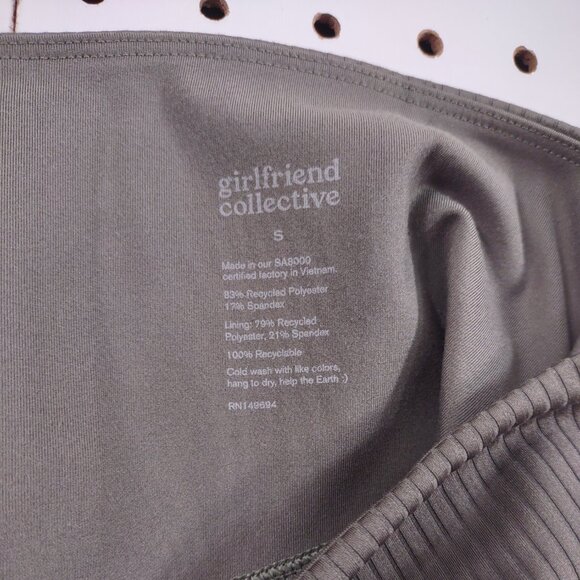 girlfriend
collective
S
Made in our SA8000
certified factory in Vietnam.
83% Recycled Polyester
17% Spandex
Lining: 79% Recycled
Polyester, 21% Spandex
100% Recyclable
Cold wash with like colors,
hang to dry, help the Earth :)
RN149694